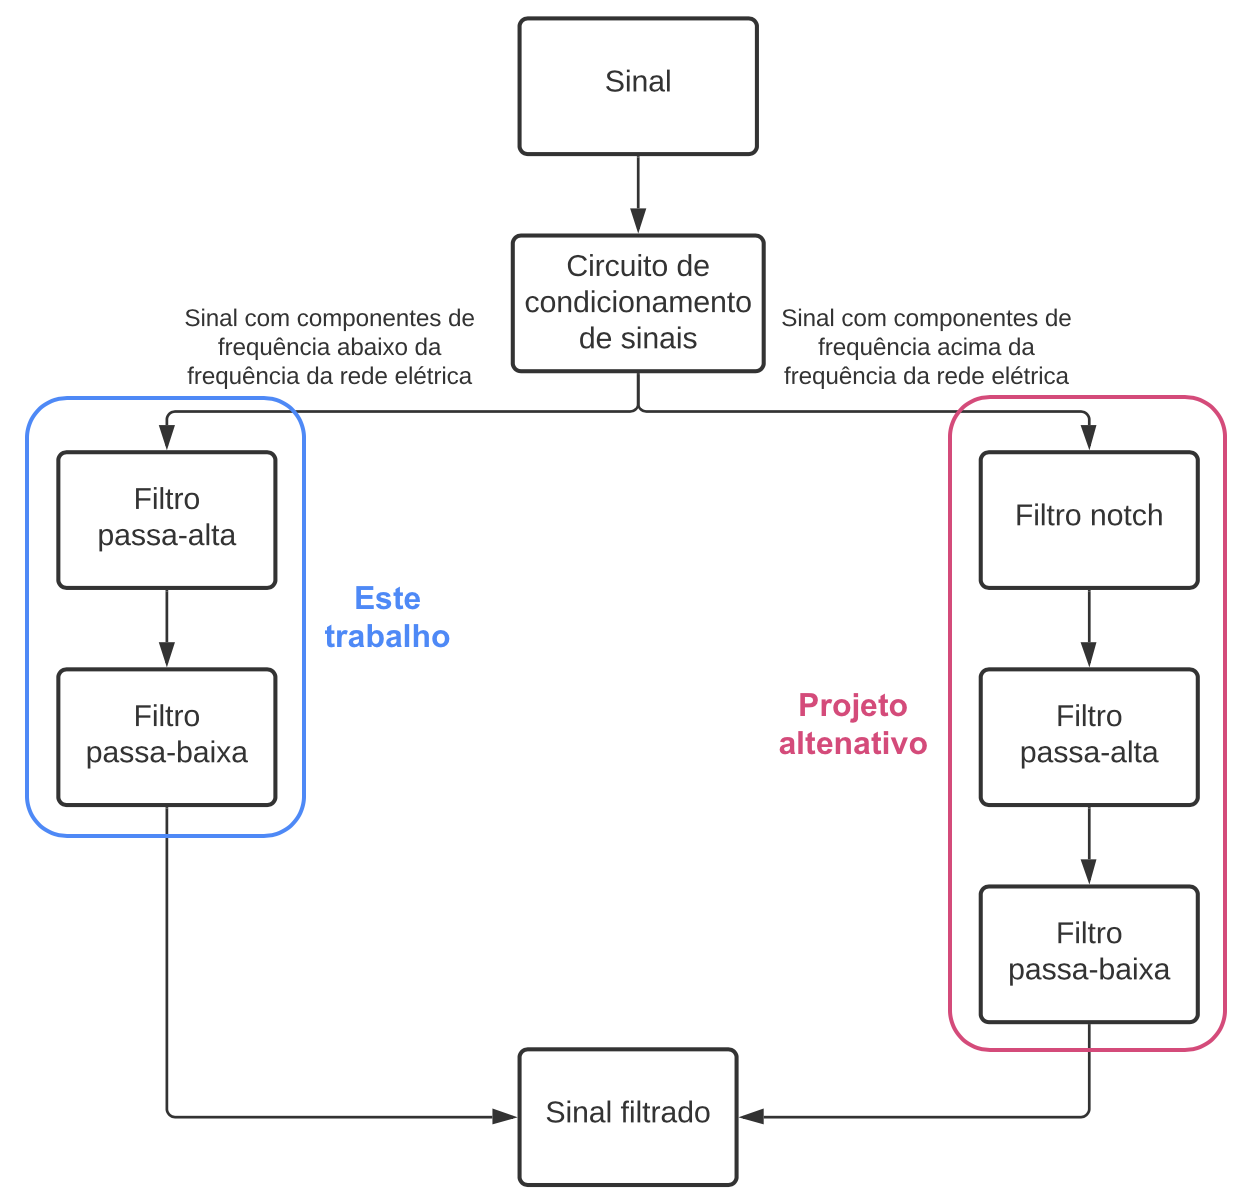 Sinal
Circuito de
condicionamento
de sinais
Sinal com componentes de
frequência abaixo da
frequência da rede elétrica
Sinal com componentes de
frequência acima da
frequência da rede elétrica
Filtro
passa-alta
Filtro
passa-baixa
Este
trabalho
Filtro notch
Filtro
passa-alta
Filtro
passa-baixa
Projeto
altenativo
Sinal filtrado